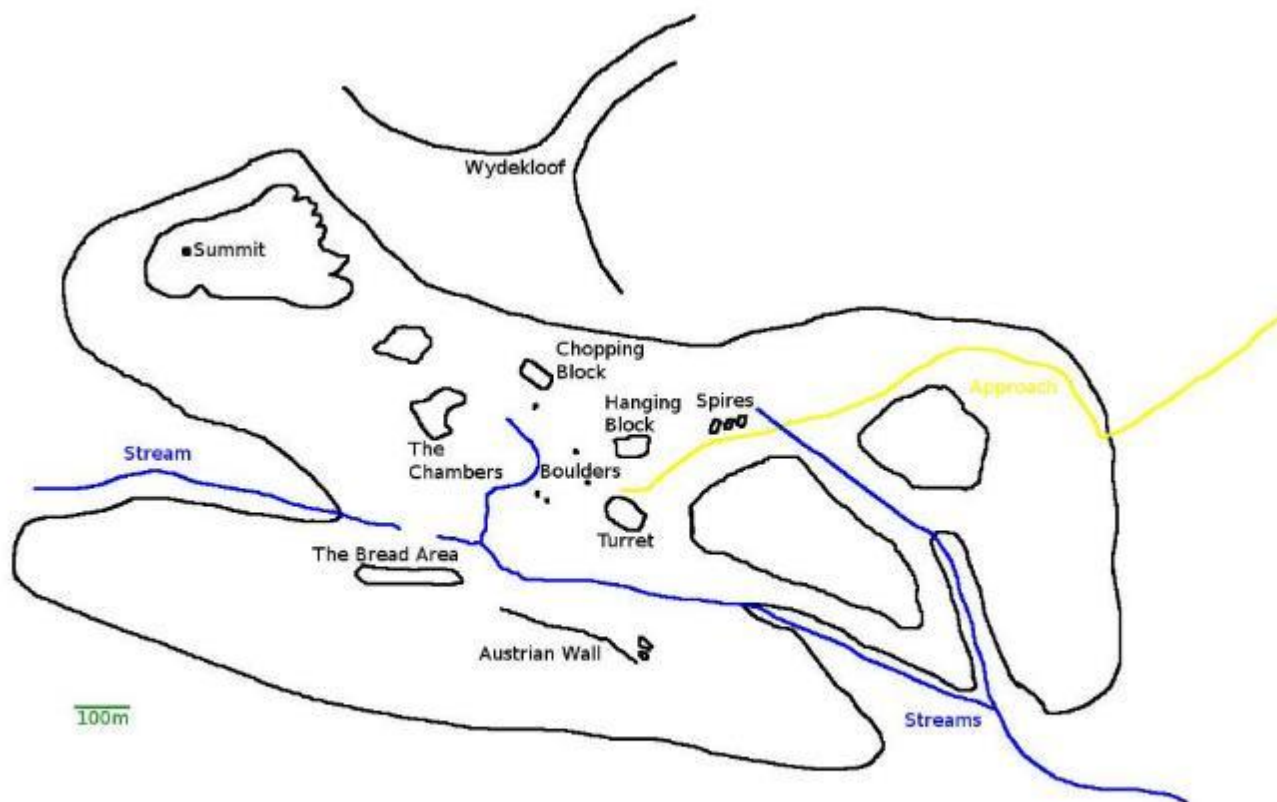 Wydekloof
Summit
Chopping
Block
Hanging
Block
Spires
Approach
The
Chambers
Boulders
Stream
Turret
The Bread Area
Austrian Wall
100m
Streams